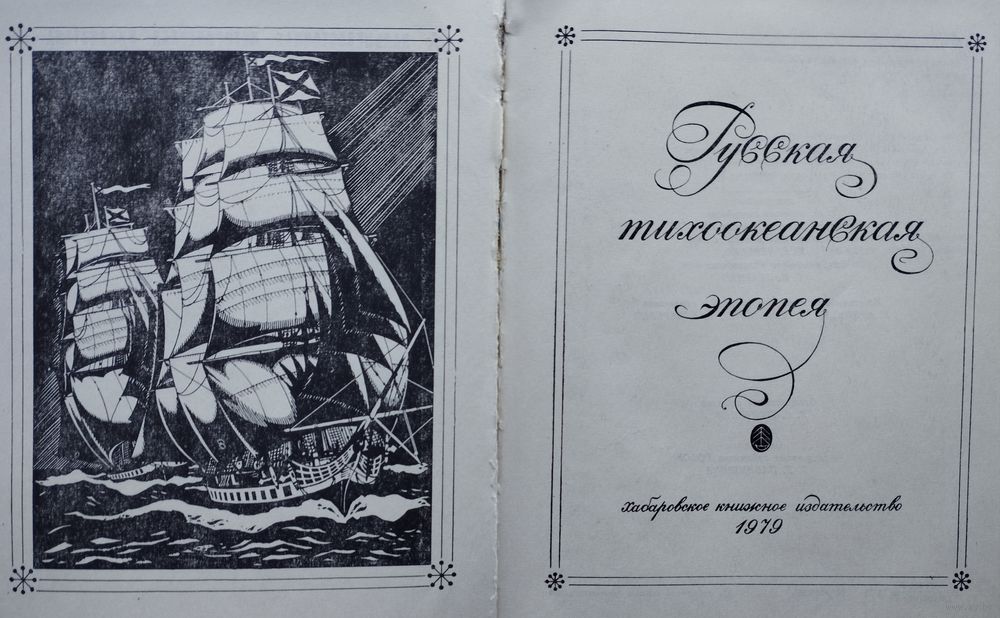 Русская
тихоокеанская
эпопея
Хабаровское книжное издательство
1979